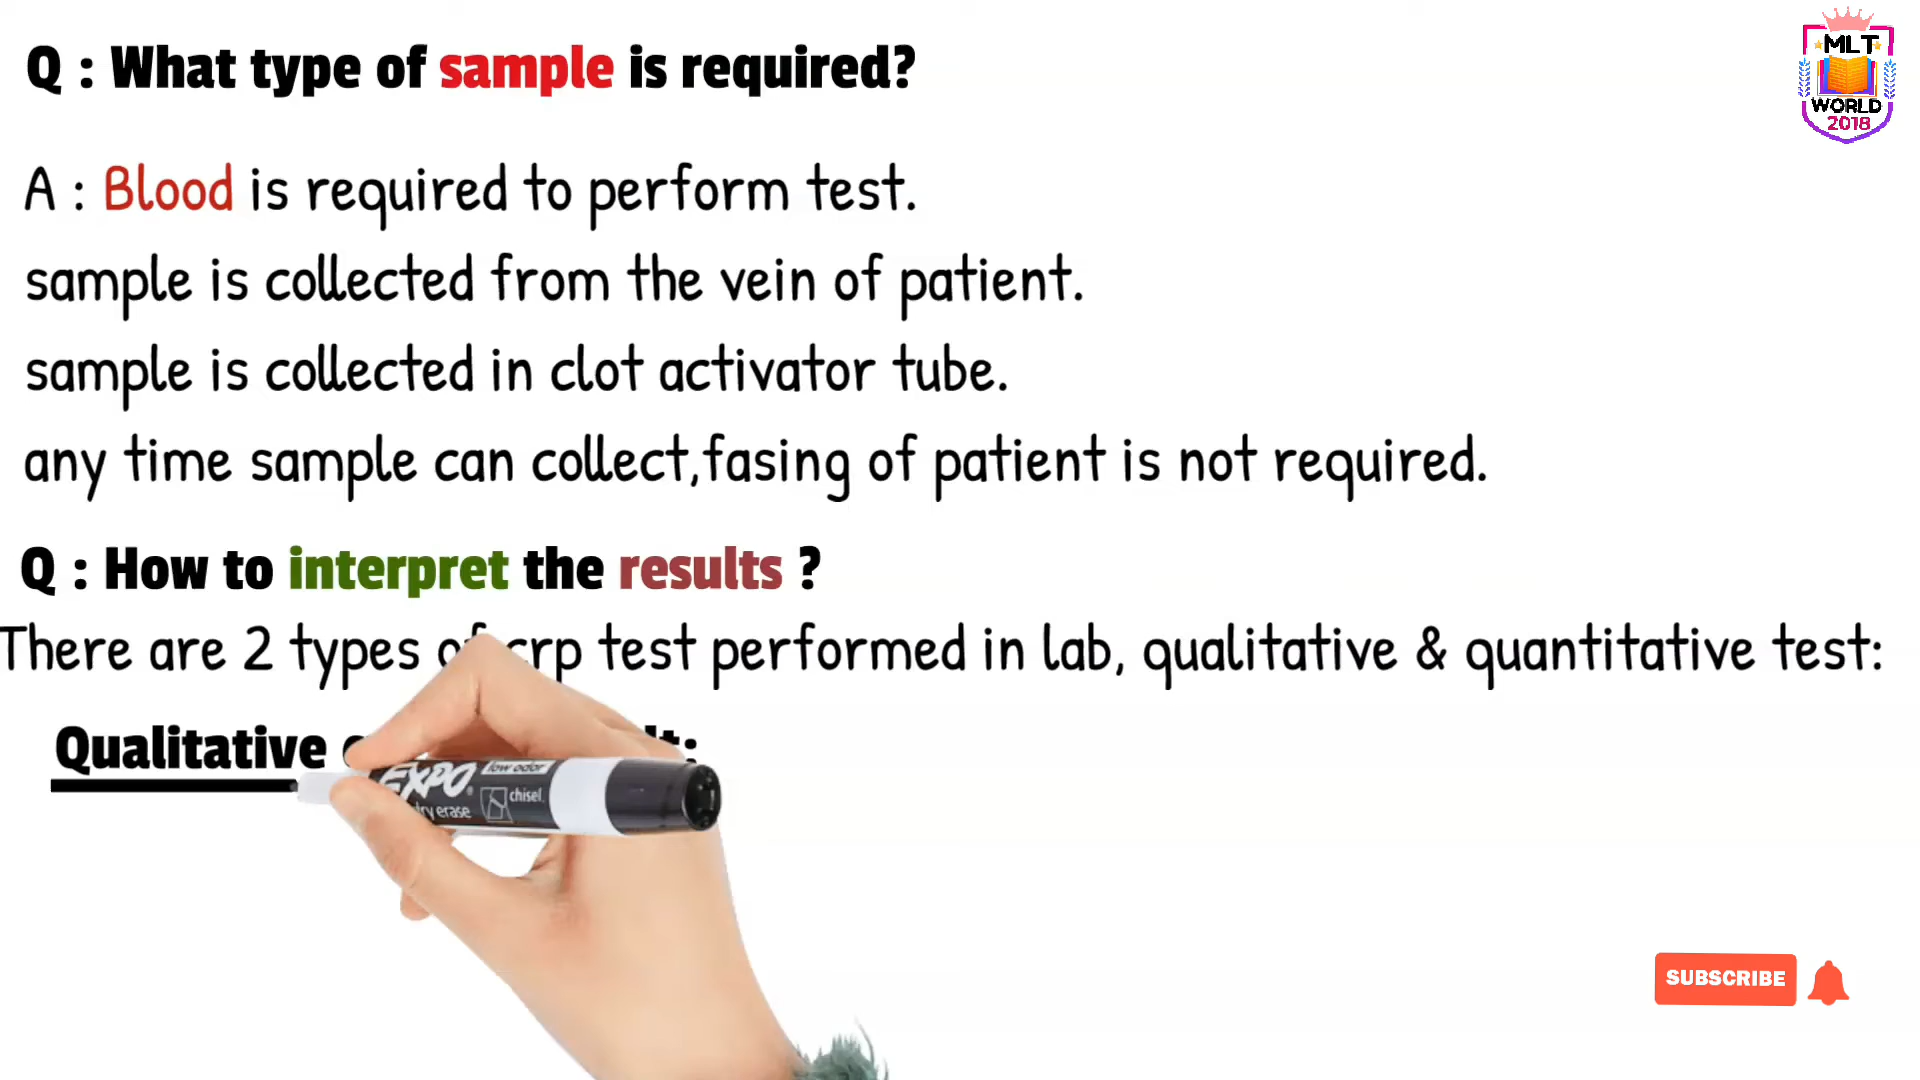 Q : What type of sample is required?
A : Blood is required to perform test.
sample is collected from the vein of patient.
sample is collected in clot activator tube.
any time sample can collect,fasing of patient is not required.
Q : How to interpret the results ?
There are 2 types of crp test performed in lab, qualitative & quantitative test:
Qualitative
MLT
WORLD
2018
EXPO
low odor
chisel
dry erase
SUBSCRIBE